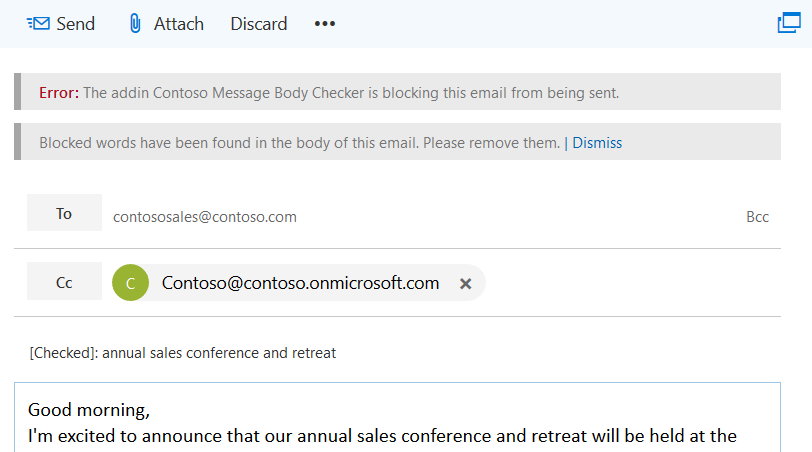 Send Attach Discard •••
Error: The addin Contoso Message Body Checker is blocking this email from being sent.
Blocked words have been found in the body of this email. Please remove them. | Dismiss
To contososales@contoso.com Bcc
Cc C Contoso@contoso.onmicrosoft.com ×
[Checked]: annual sales conference and retreat
Good morning,
I'm excited to announce that our annual sales conference and retreat will be held at the